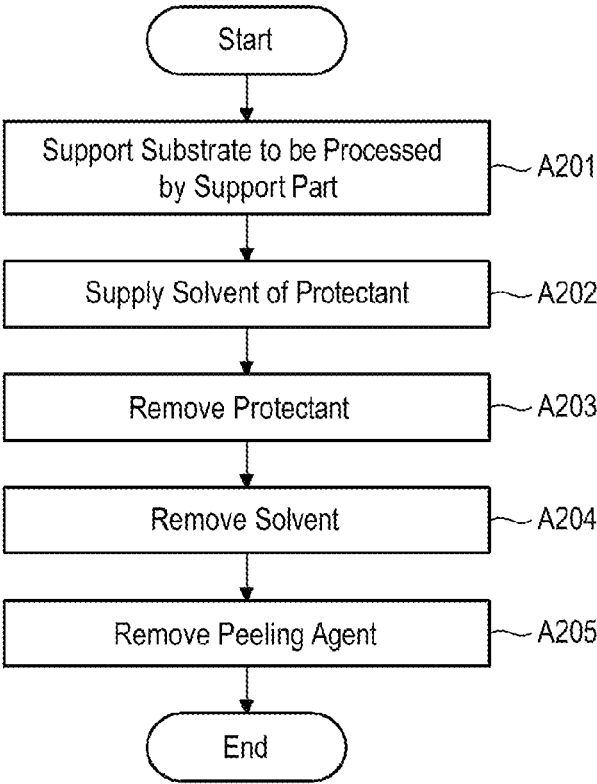 Start
Support Substrate to be Processed
by Support Part
A201
Supply Solvent of Protectant
A202
Remove Protectant
A203
Remove Solvent
A204
Remove Peeling Agent
A205
End